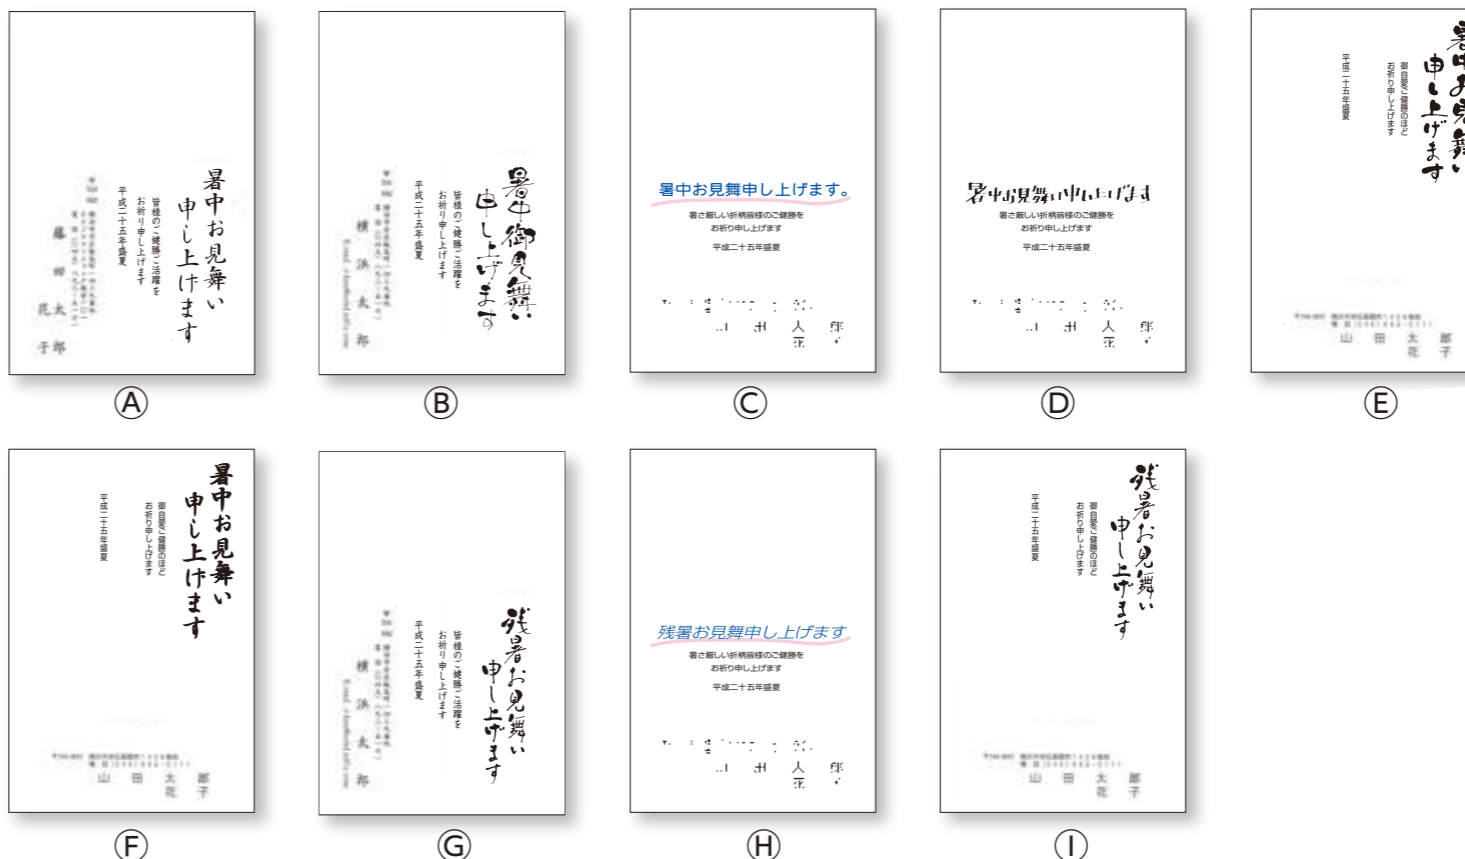 暑中お見舞い
申し上げます
皆様のご健勝ご活躍を
お祈り申し上げます
平成二十五年盛夏
藤田太郎
花子
Ⓐ
暑中御見舞い
申し上げます
皆様のご健勝ご活躍を
お祈り申し上げます
平成二十五年盛夏
横浜太郎
Ⓑ
暑中お見舞申し上げます。
暑さ厳しい折柄皆様のご健勝を
お祈り申し上げます
平成二十五年盛夏
Ⓒ
暑中お見舞い申し上げます
暑さ厳しい折柄皆様のご健勝を
お祈り申し上げます
平成二十五年盛夏
Ⓓ
暑中お見舞い
申し上げます
御自愛ご健勝のほど
お祈り申し上げます
平成二十五年盛夏
山田太郎
花子
Ⓔ
暑中お見舞い
申し上げます
御自愛ご健勝のほど
お祈り申し上げます
平成二十五年盛夏
山田太郎
花子
Ⓕ
残暑お見舞い
申し上げます
皆様のご健勝ご活躍を
お祈り申し上げます
平成二十五年盛夏
横浜太郎
Ⓖ
残暑お見舞申し上げます
暑さ厳しい折柄皆様のご健勝を
お祈り申し上げます
平成二十五年盛夏
Ⓗ
残暑お見舞い
申し上げます
御自愛ご健勝のほど
お祈り申し上げます
平成二十五年盛夏
山田太郎
花子
Ⓘ